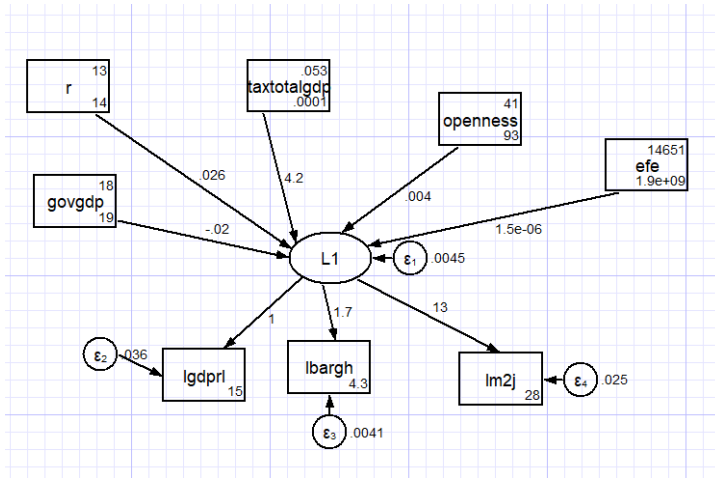 13
r
14
.053
taxtotalgdp
.0001
41
openness
93
14651
efe
1.9e+09
18
govgdp
19
.026
4.2
.004
-.02
1.5e-06
L1
ε1
.0045
1
1.7
13
ε2
.036
lgdprl
15
lbargh
4.3
lm2j
28
ε4
.025
ε3
.0041